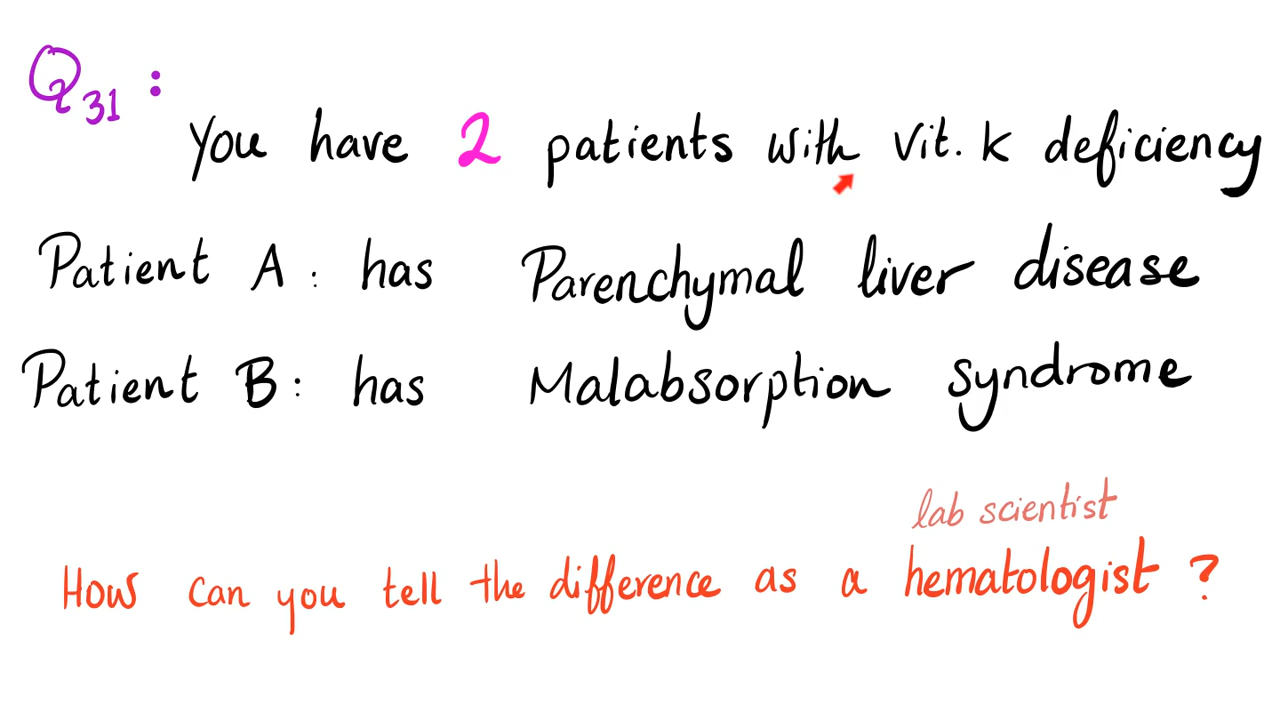 Q31:
You have 2 patients with Vit. K deficiency
Patient A: has Parenchymal liver disease
Patient B: has Malabsorption syndrome
lab scientist
How can you tell the difference as a hematologist ?